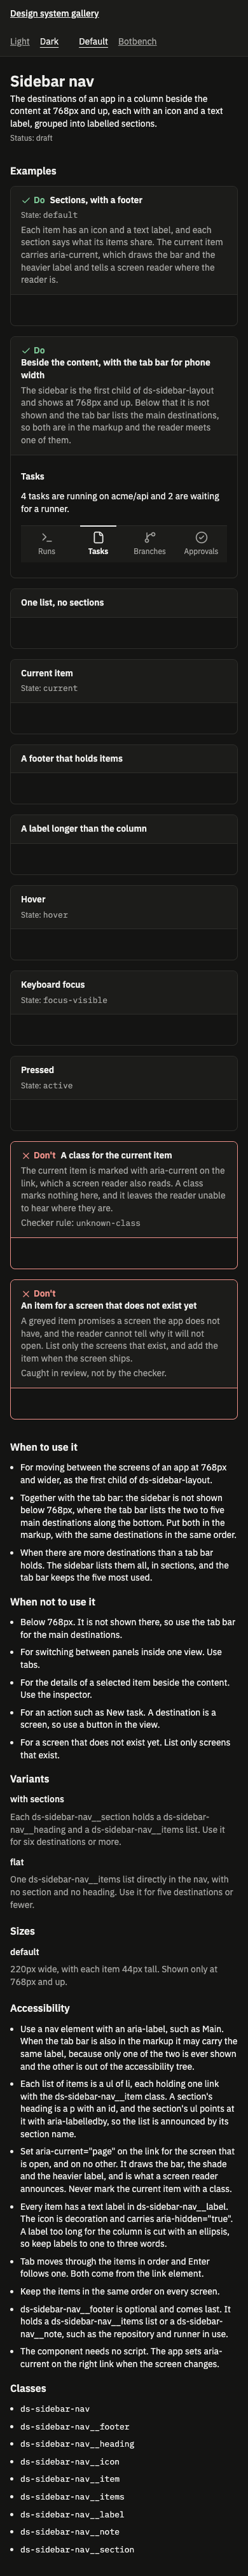 Design system gallery
Light Dark Default Botbench
Sidebar nav
The destinations of an app in a column beside the
content at 768px and up, each with an icon and a text
label, grouped into labelled sections.
Status: draft
Examples
Do Sections, with a footer
State: default
Each item has an icon and a text label, and each
section says what its items share. The current item
carries aria-current, which draws the bar and the
heavier label and tells a screen reader where the
reader is.
Do
Beside the content, with the tab bar for phone
width
The sidebar is the first child of ds-sidebar-layout
and shows at 768px and up. Below that it is not
shown and the tab bar lists the main destinations,
so both are in the markup and the reader meets
one of them.
Tasks
4 tasks are running on acme/api and 2 are waiting
for a runner.
Runs Tasks Branches Approvals
One list, no sections
Current item
State: current
A footer that holds items
A label longer than the column
Hover
State: hover
Keyboard focus
State: focus-visible
Pressed
State: active
Don't A class for the current item
The current item is marked with aria-current on the
link, which a screen reader also reads. A class
marks nothing here, and it leaves the reader unable
to hear where they are.
Checker rule: unknown-class
Don't
An item for a screen that does not exist yet
A greyed item promises a screen the app does not
have, and the reader cannot tell why it will not
open. List only the screens that exist, and add the
item when the screen ships.
Caught in review, not by the checker.
When to use it
• For moving between the screens of an app at 768px
and wider, as the first child of ds-sidebar-layout.
• Together with the tab bar: the sidebar is not shown
below 768px, where the tab bar lists the two to five
main destinations along the bottom. Put both in the
markup, with the same destinations in the same order.
• When there are more destinations than a tab bar
holds. The sidebar lists them all, in sections, and the
tab bar keeps the five most used.
When not to use it
• Below 768px. It is not shown there, so use the tab bar
for the main destinations.
• For switching between panels inside one view. Use
tabs.
• For the details of a selected item beside the content.
Use the inspector.
• For an action such as New task. A destination is a
screen, so use a button in the view.
• For a screen that does not exist yet. List only screens
that exist.
Variants
with sections
Each ds-sidebar-nav__section holds a ds-sidebar-
nav__heading and a ds-sidebar-nav__items list. Use it
for six destinations or more.
flat
One ds-sidebar-nav__items list directly in the nav, with
no section and no heading. Use it for five destinations or
fewer.
Sizes
default
220px wide, with each item 44px tall. Shown only at
768px and up.
Accessibility
• Use a nav element with an aria-label, such as Main.
When the tab bar is also in the markup it may carry the
same label, because only one of the two is ever shown
and the other is out of the accessibility tree.
• Each list of items is a ul of li, each holding one link
with the ds-sidebar-nav__item class. A section's
heading is a p with an id, and the section's ul points at
it with aria-labelledby, so the list is announced by its
section name.
• Set aria-current="page" on the link for the screen that
is open, and on no other. It draws the bar, the shade
and the heavier label, and is what a screen reader
announces. Never mark the current item with a class.
• Every item has a text label in ds-sidebar-nav__label.
The icon is decoration and carries aria-hidden="true".
A label too long for the column is cut with an ellipsis,
so keep labels to one to three words.
• Tab moves through the items in order and Enter
follows one. Both come from the link element.
• Keep the items in the same order on every screen.
• ds-sidebar-nav__footer is optional and comes last. It
holds a ds-sidebar-nav__items list or a ds-sidebar-
nav__note, such as the repository and runner in use.
• The component needs no script. The app sets aria-
current on the right link when the screen changes.
Classes
• ds-sidebar-nav
• ds-sidebar-nav__footer
• ds-sidebar-nav__heading
• ds-sidebar-nav__icon
• ds-sidebar-nav__item
• ds-sidebar-nav__items
• ds-sidebar-nav__label
• ds-sidebar-nav__note
• ds-sidebar-nav__section